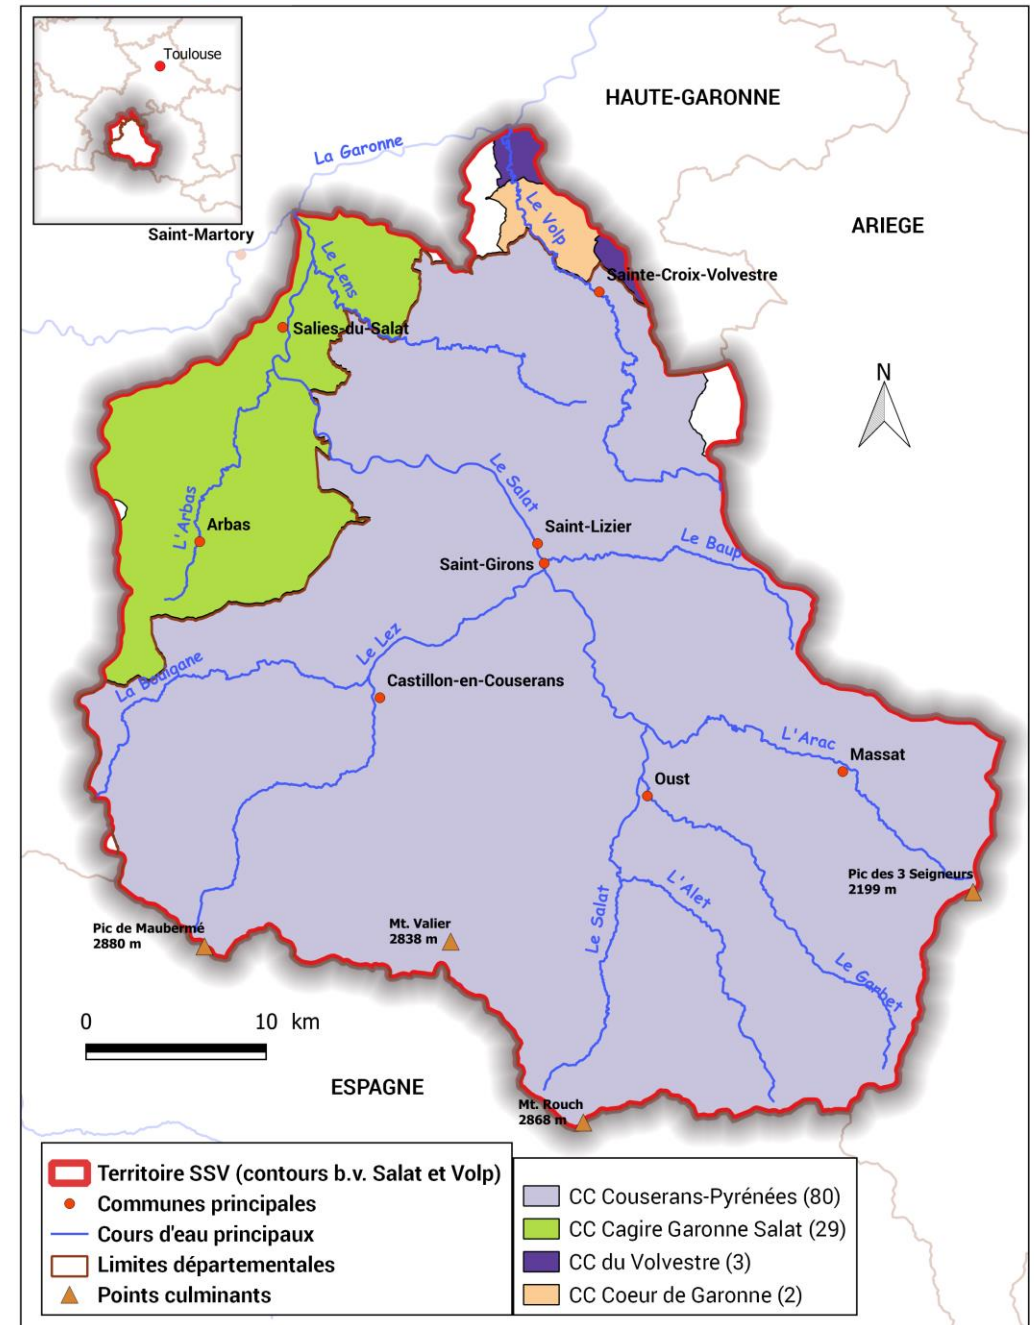 Toulouse
HAUTE-GARONNE
La Garonne
ARIEGE
Saint-Martory
Le Volp
Le Lens
Sainte-Croix-Volvestre
Salies-du-Salat
N
Le Salat
L'Arbas
Arbas
Saint-Lizier
Le Baup
Saint-Girons
Le Lez
La Bouigane
Castillon-en-Couserans
L'Arac
Massat
Oust
Pic des 3 Seigneurs
2199 m
L'Alet
Le Salat
Pic de Maubermé
2880 m
Mt. Valier
2838 m
Le Garbet
0 10 km
ESPAGNE
Mt. Rouch
2868 m
Territoire SSV (contours b.v. Salat et Volp)
Communes principales
Cours d'eau principaux
Limites départementales
Points culminants
CC Couserans-Pyrénées (80)
CC Cagire Garonne Salat (29)
CC du Volvestre (3)
CC Coeur de Garonne (2)